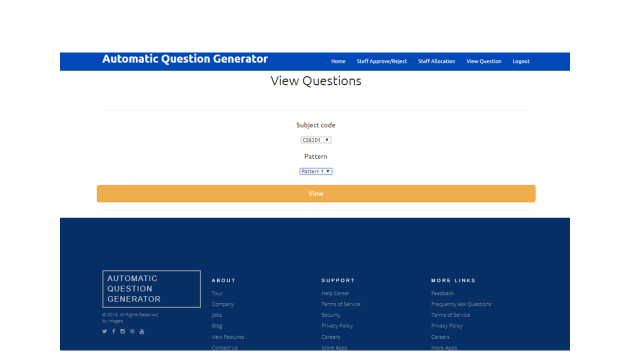 Automatic Question Generator
Home Staff Approve/Reject Staff Allocation View Question Logout
View Questions
Subject code
CS6201
Pattern
Pattern 1
View
AUTOMATIC
QUESTION
GENERATOR
© 2018. All Rights Reserved.
by Images
ABOUT
Tour
Company
Jobs
Blog
New Features
Contact Us
SUPPORT
Help Center
Terms of Service
Security
Privacy Policy
Careers
More Apps
MORE LINKS
Feedback
Frequently Ask Questions
Terms of Service
Privacy Policy
Careers
More Apps